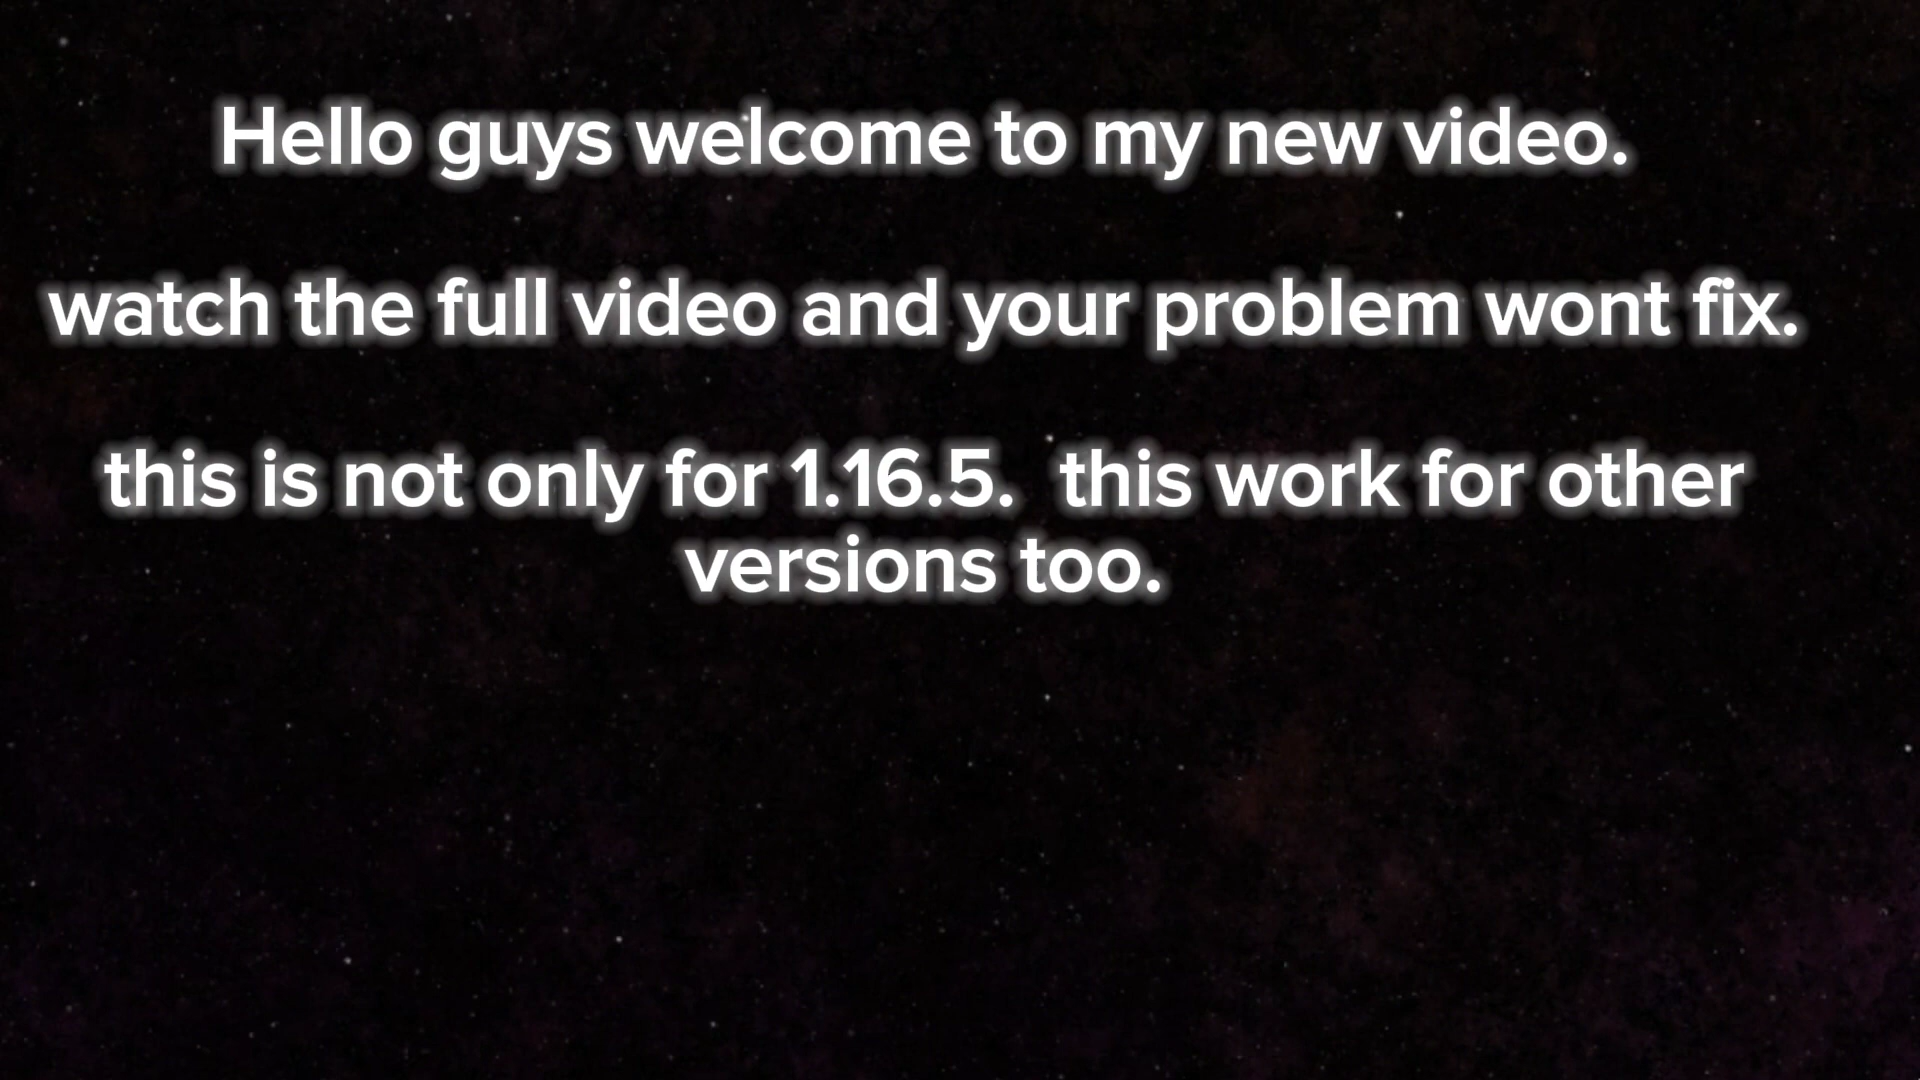 Hello guys welcome to my new video.
watch the full video and your problem wont fix.
this is not only for 1.16.5.  this work for other
versions too.